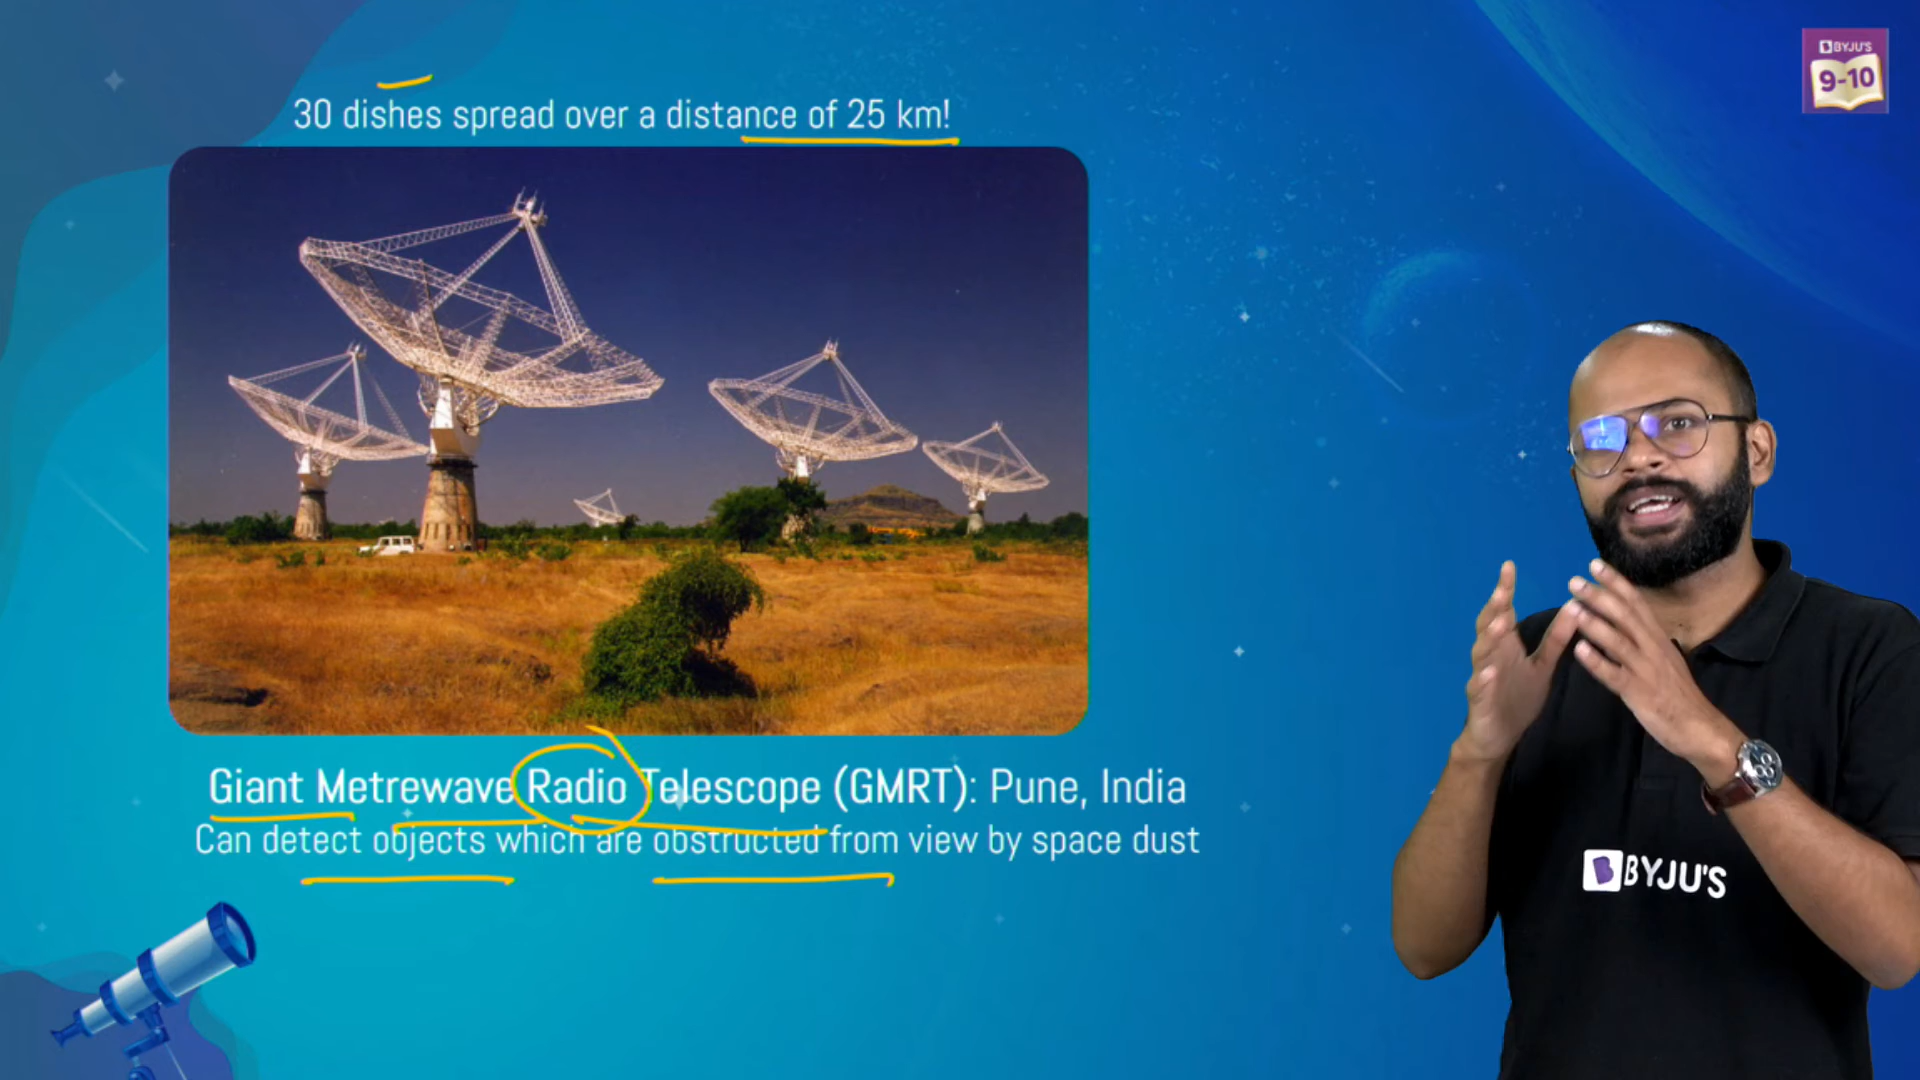 30 dishes spread over a distance of 25 km!
BYJU'S
9-10
Giant Metrewave Radio Telescope (GMRT): Pune, India
Can detect objects which are obstructed from view by space dust
BYJU'S